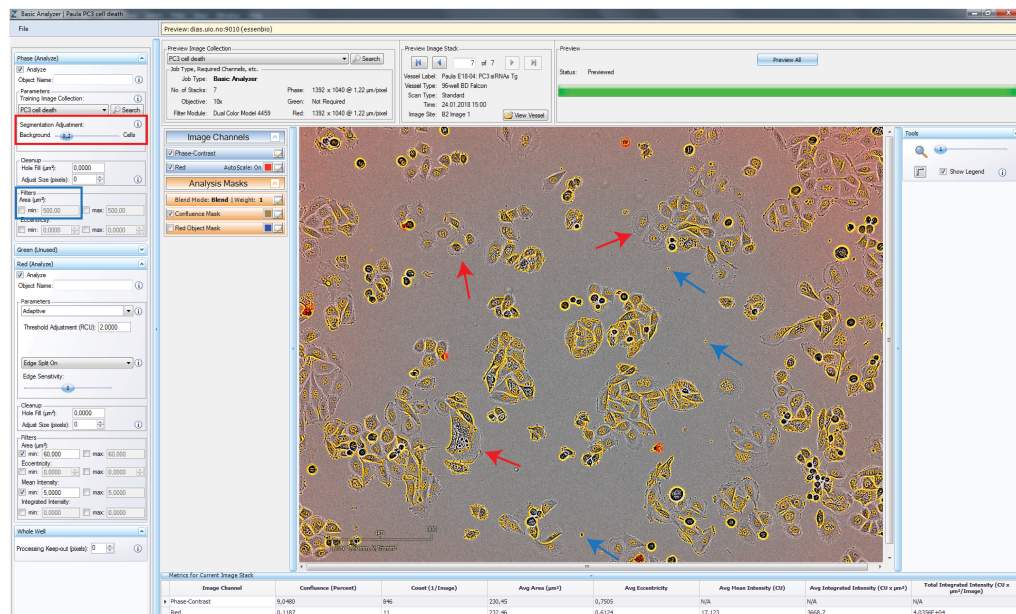 Basic Analyzer | Paula PC3 cell death
File
Preview: dias.uio.no:9010 (essenbio)
Phase (Analyze)
Analyze
Object Name:
Parameters
Training Image Collection:
PC3 cell death
Search
Segmentation Adjustment:
Background
Cells
Cleanup
Hole Fill (µm²): 0,0000
Adjust Size (pixels): 0
Filters
Area (µm²):
min: 500,00 max: 500,00
Eccentricity:
min: 0,0000 max: 0,0000
Green (Unused)
Red (Analyze)
Analyze
Object Name:
Parameters
Adaptive
Threshold Adjustment (RCU): 2,0000
Edge Split On
Edge Sensitivity:
Cleanup
Hole Fill (µm²): 0,0000
Adjust Size (pixels): 0
Filters
Area (µm²):
min: 60,000 max: 60,000
Eccentricity:
min: 0,0000 max: 0,0000
Mean Intensity:
min: 5,0000 max: 5,0000
Integrated Intensity:
min: 0,0000 max: 0,0000
Whole Well
Processing Keep-out (pixels): 0
Preview Image Collection
PC3 cell death
Search
Job Type, Required Channels, etc.
Job Type: Basic Analyzer
No. of Stacks: 7 Phase: 1392 x 1040 @ 1.22 µm/pixel
Objective: 10x Green: Not Required
Filter Module: Dual Color Model 4459 Red: 1392 x 1040 @ 1.22 µm/pixel
Preview Image Stack
7 of 7
Vessel Label: Paula E18-04: PC3 siRNAs Tg
Vessel Type: 96-well BD Falcon
Scan Type: Standard
Time: 24.01.2018 15:00
Image Site: B2 Image 1
View Vessel
Preview
Preview All
Status: Previewed
Image Channels
Phase-Contrast
Red AutoScale: On
Analysis Masks
Blend Mode: Blend | Weight: 1
Confluence Mask
Red Object Mask
Tools
Show Legend
Metrics for Current Image Stack
Image Channel Confluence (Percent) Count (1/Image) Avg Area (µm²) Avg Eccentricity Avg Mean Intensity (CU) Avg Integrated Intensity (CU x µm²) Total Integrated Intensity (CU x µm²/Image)
Phase-Contrast 9,0480 846 230,45 0,7505 N/A N/A N/A
Red 0,1187 11 232,46 0,6124 17,123 3668,7 4,0356E+04